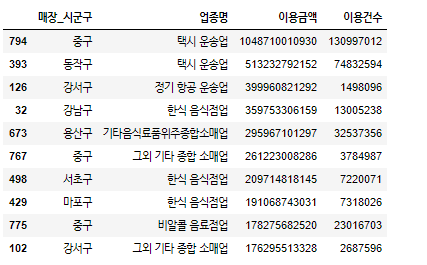 매장_시군구 업종명 이용금액 이용건수
794 중구 택시 운송업 1048710010930 130997012
393 동작구 택시 운송업 513232792152 74832594
126 강서구 정기 항공 운송업 399960821292 1498096
32 강남구 한식 음식점업 359753306159 13005238
673 용산구 기타음식료품위주종합소매업 295967101297 32537356
767 중구 그외 기타 종합 소매업 261223008286 3784987
498 서초구 한식 음식점업 209714818145 7220071
429 마포구 한식 음식점업 191068743031 7318026
775 중구 비알콜 음료점업 178275682520 23016703
102 강서구 그외 기타 종합 소매업 176295513328 2687596